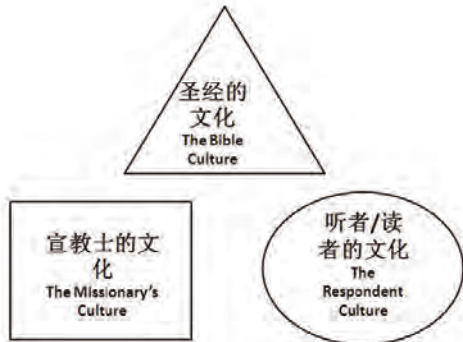 圣经的
文化
The Bible
Culture
宣教士的文
化
The Missionary's
Culture
听者/读
者的文化
The
Respondent
Culture